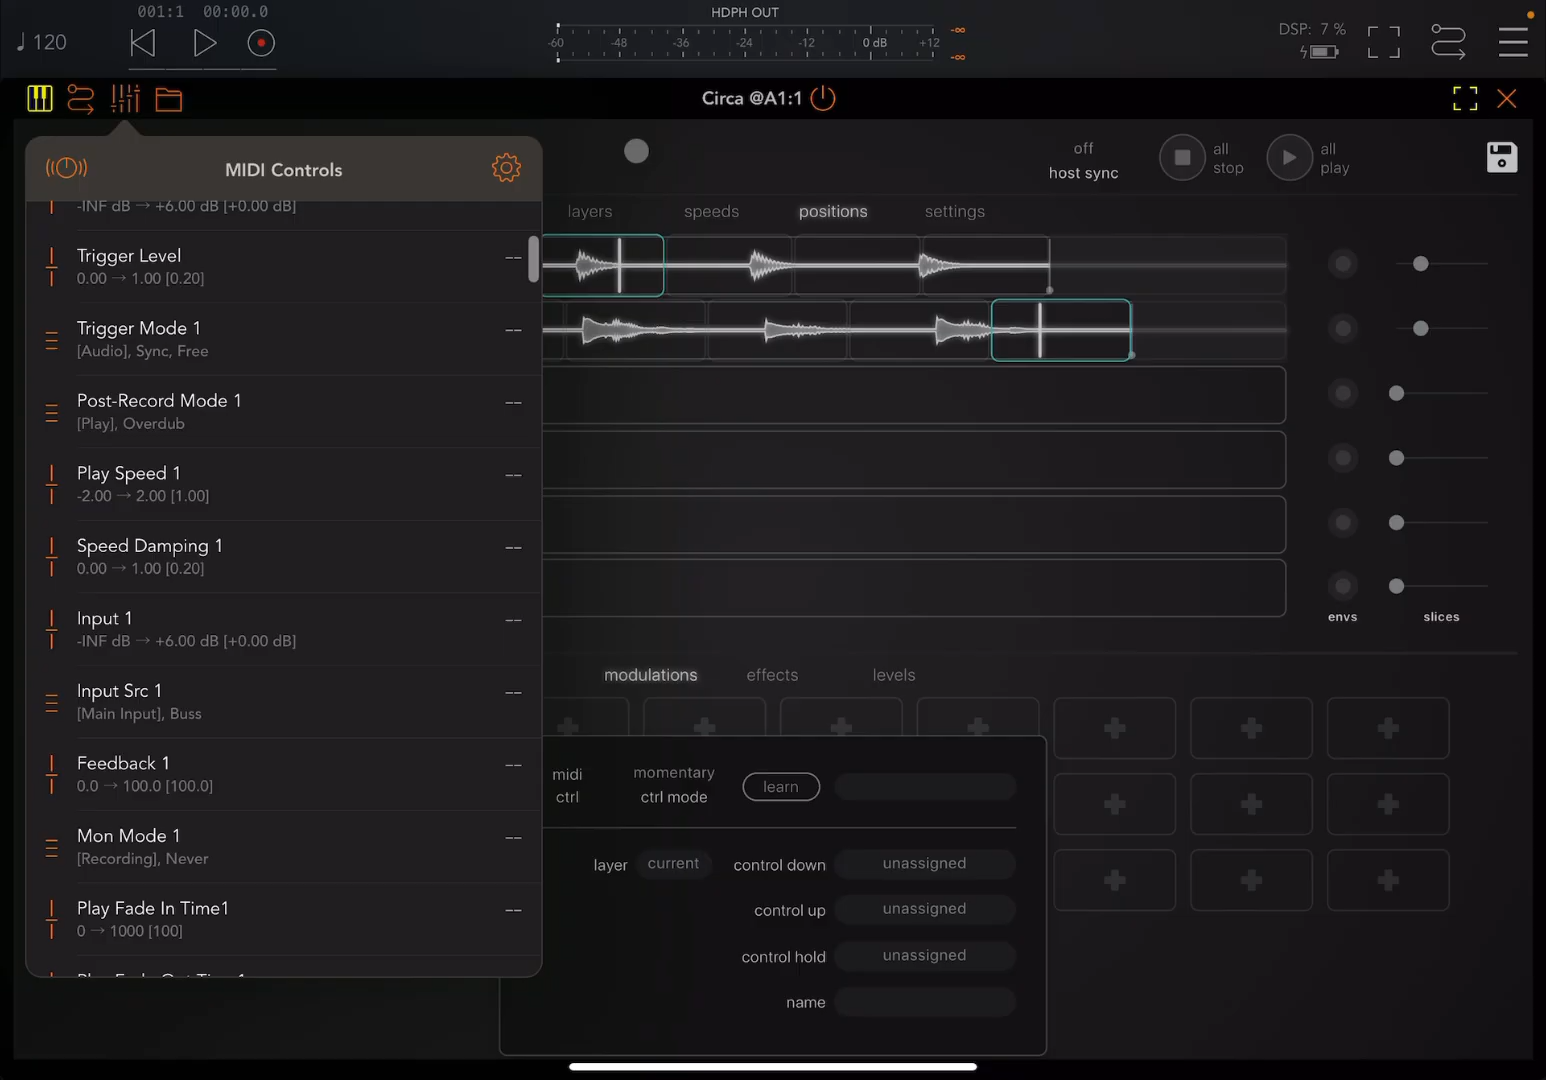 001:1 00:00.0
HDPH OUT
♩ 120
-60 -48 -36 -24 -12 0 dB +12
-∞
-∞
DSP: 7 %
Circa @A1:1
MIDI Controls
-INF dB → +6.00 dB [+0.00 dB]
Trigger Level
0.00 → 1.00 [0.20]
--
Trigger Mode 1
[Audio], Sync, Free
--
Post-Record Mode 1
[Play], Overdub
--
Play Speed 1
-2.00 → 2.00 [1.00]
--
Speed Damping 1
0.00 → 1.00 [0.20]
--
Input 1
-INF dB → +6.00 dB [+0.00 dB]
--
Input Src 1
[Main Input], Buss
--
Feedback 1
0.0 → 100.0 [100.0]
--
Mon Mode 1
[Recording], Never
--
Play Fade In Time1
0 → 1000 [100]
--
off
host sync
all
stop
all
play
layers speeds positions settings
envs slices
modulations effects levels
midi
ctrl
momentary
ctrl mode
learn
layer current control down unassigned
control up unassigned
control hold unassigned
name